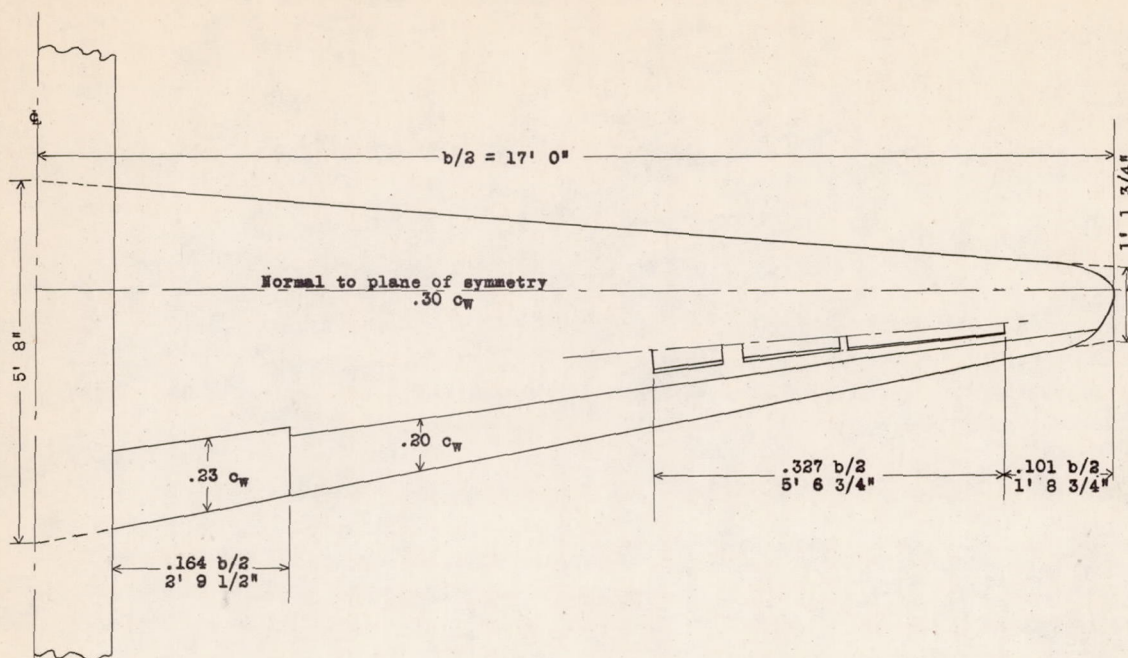 ℄
b/2 = 17' 0"
1' 1 3/4"
Normal to plane of symmetry
.30 cw
5' 8"
.20 cw
.23 cw
.327 b/2
5' 6 3/4"
.101 b/2
1' 8 3/4"
.164 b/2
2' 9 1/2"